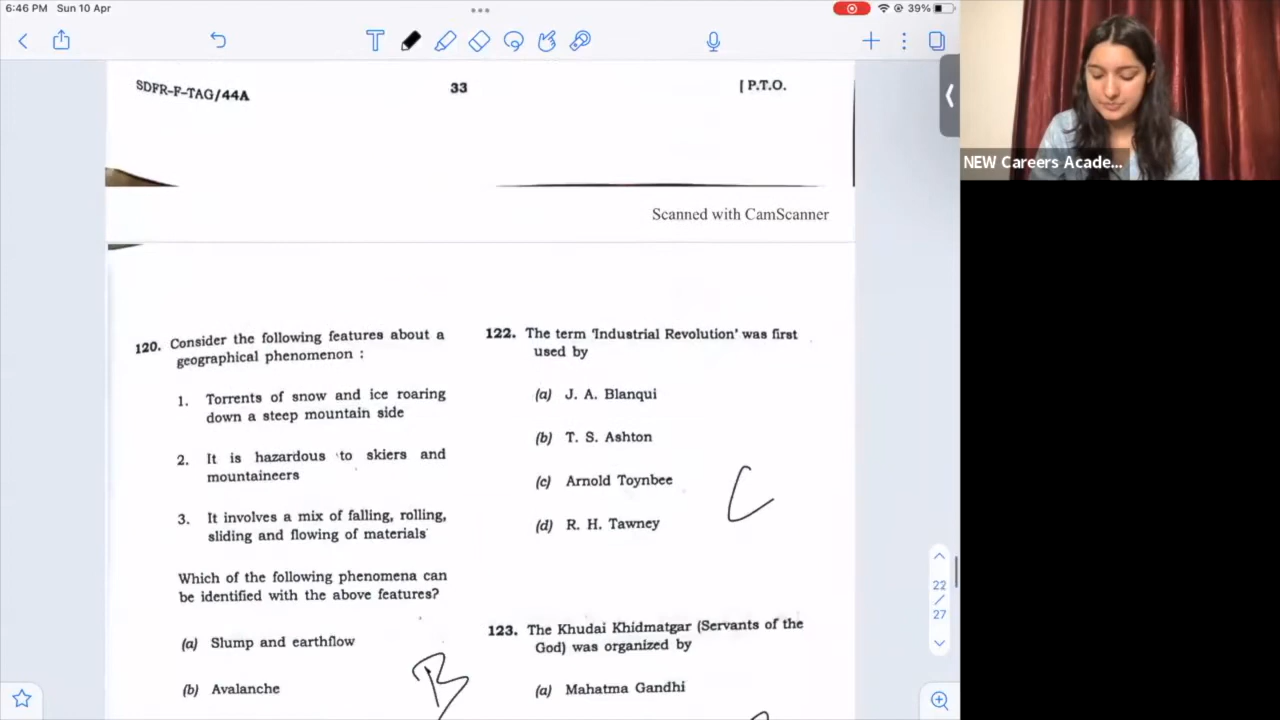 6:46 PM Sun 10 Apr
39%
T
SDFR-F-TAG/44A
33
[ P.T.O.
Scanned with CamScanner
120. Consider the following features about a
geographical phenomenon :
1. Torrents of snow and ice roaring
down a steep mountain side
2. It is hazardous to skiers and
mountaineers
3. It involves a mix of falling, rolling,
sliding and flowing of materials
Which of the following phenomena can
be identified with the above features?
(a) Slump and earthflow
(b) Avalanche
B
122. The term 'Industrial Revolution' was first
used by
(a) J. A. Blanqui
(b) T. S. Ashton
(c) Arnold Toynbee
(d) R. H. Tawney
C
123. The Khudai Khidmatgar (Servants of the
God) was organized by
(a) Mahatma Gandhi
22
/
27
NEW Careers Acade...